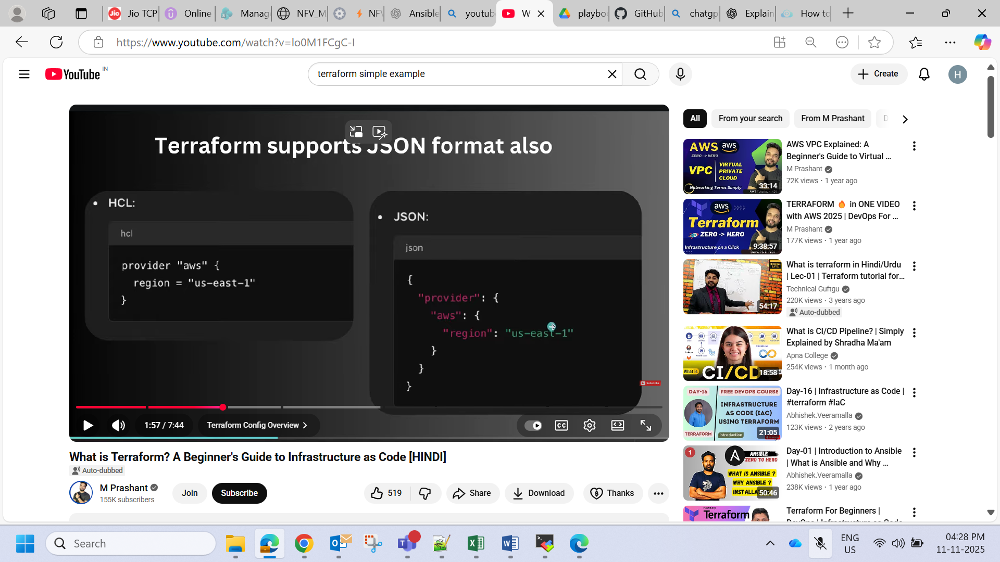 Jio TCP
Online
Manag
NFV_M
NFV
Ansible
youtub
W
playboo
GitHub
chatgp
Explain
How to
https://www.youtube.com/watch?v=lo0M1FCgC-I
YouTube IN
terraform simple example
Create
H
Terraform supports JSON format also
HCL:
hcl
provider "aws" {
region = "us-east-1"
}
JSON:
json
{
"provider": {
"aws": {
"region": "us-east-1"
}
}
}
Subscribe
1:57 / 7:44
Terraform Config Overview
CC
What is Terraform? A Beginner's Guide to Infrastructure as Code [HINDI]
Auto-dubbed
M Prashant
155K subscribers
Join
Subscribe
519
Share
Download
Thanks
All
From your search
From M Prashant
AWS aws
ZERO --> HERO
VPC
VIRTUAL
PRIVATE
CLOUD
Networking Terms Simply
33:14
AWS VPC Explained: A
Beginner's Guide to Virtual ...
M Prashant
72K views · 1 year ago
aws
Terraform
ZERO -> HERO
Infrastructure on a Click
9:38:57
TERRAFORM 🔥 in ONE VIDEO
with AWS 2025 | DevOps For ...
M Prashant
177K views · 1 year ago
54:17
What is terraform in Hindi/Urdu
| Lec-01 | Terraform tutorial for...
Technical Guftgu
220K views · 3 years ago
Auto-dubbed
What is
CI/CD
18:58
What is CI/CD Pipeline? | Simply
Explained by Shradha Ma'am
Apna College
254K views · 1 month ago
DAY-16
FREE DEVOPS COURSE
INFRASTRUCTURE
AS CODE (IAC)
USING TERRAFORM
TERRAFORM
Introduction
21:05
Day-16 | Infrastructure as Code |
#terraform #IaC
Abhishek.Veeramalla
123K views · 2 years ago
1
ANSIBLE
ZERO TO HERO
WHAT IS ANSIBLE ?
WHY ANSIBLE ?
50:46
Day-01 | Introduction to Ansible
| What is Ansible and Why ...
Abhishek.Veeramalla
238K views · 1 year ago
HashiCorp
Terraform
Terraform For Beginners |
Search
ENG
US
04:28 PM
11-11-2025